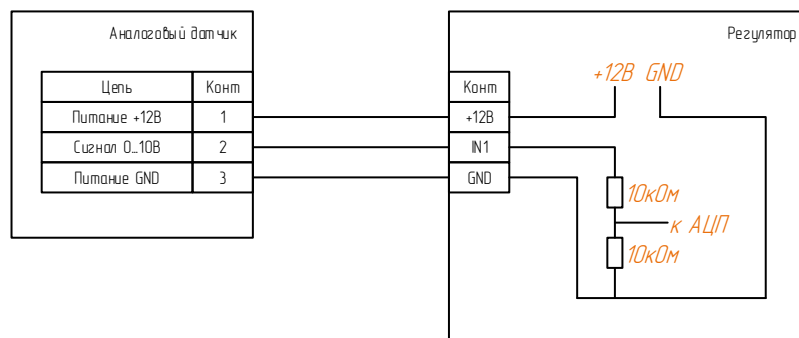 Аналоговый датчик
Регулятор
+12В GND
Цепь Конт
Конт
Питание +12В 1
+12В
Сигнал 0...10В 2
IN1
Питание GND 3
GND
10кОм
к АЦП
10кОм